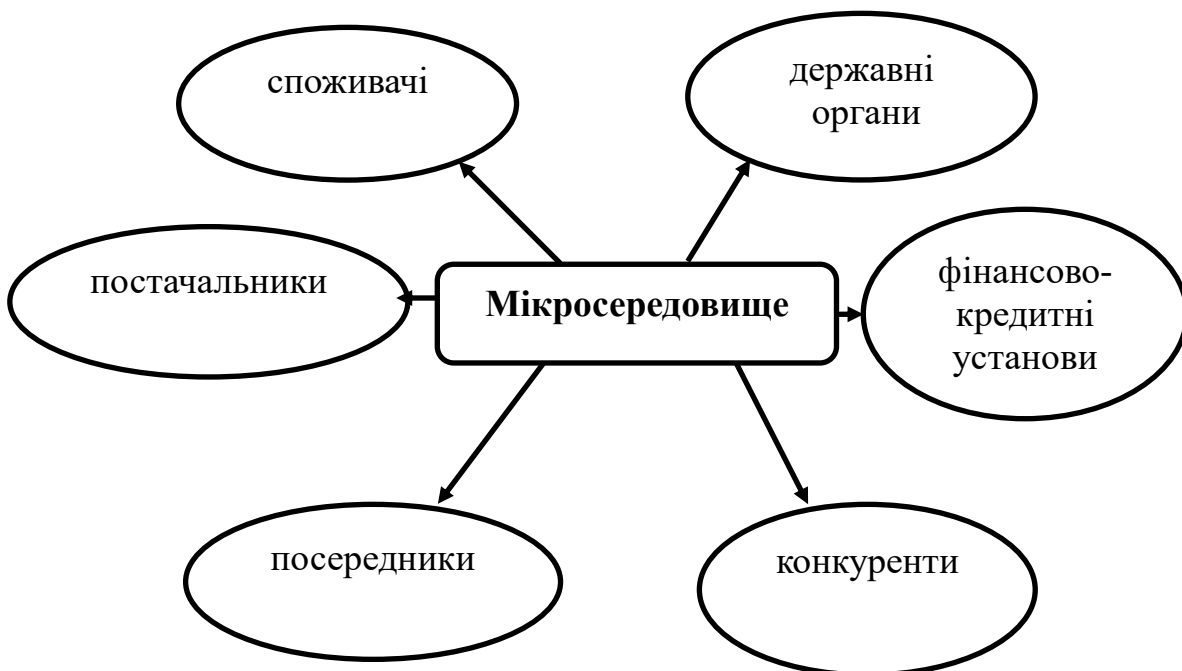 споживачі
державні
органи
постачальники
Мікросередовище
фінансово-
кредитні
установи
посередники
конкуренти